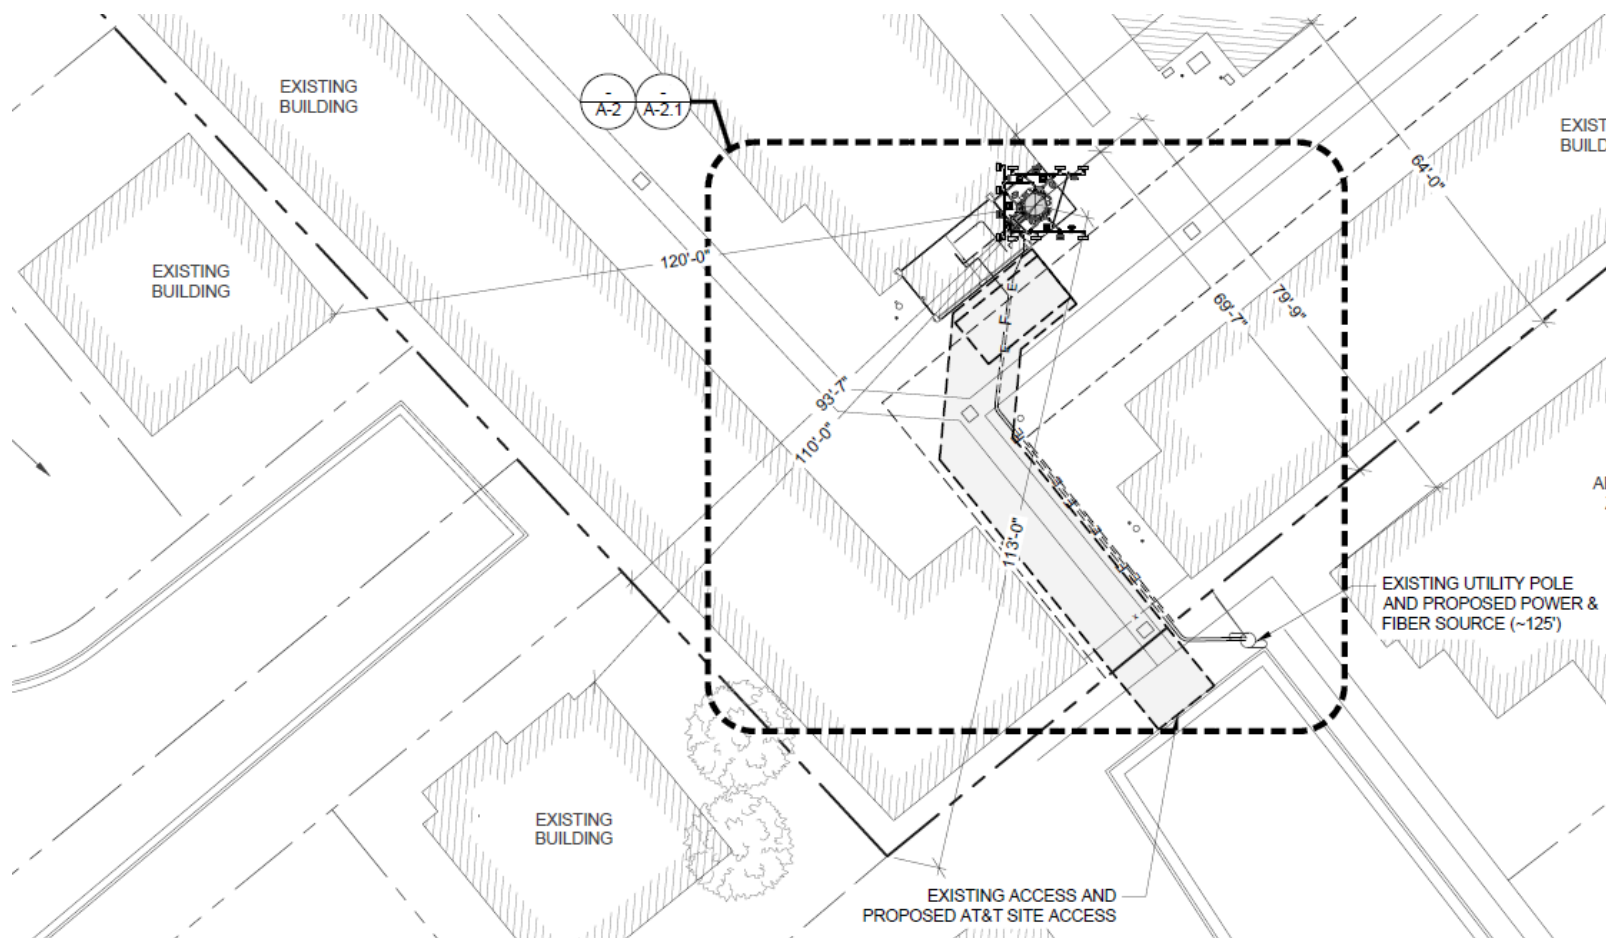 EXISTING
BUILDING
-
A-2
-
A-2.1
EXIST
BUILD
64'-0"
EXISTING
BUILDING
120'-0"
E
F
E
69'-7"
79'-9"
93'-7"
110'-0"
113'-0"
EXISTING UTILITY POLE
AND PROPOSED POWER &
FIBER SOURCE (~125')
EXISTING
BUILDING
EXISTING ACCESS AND
PROPOSED AT&T SITE ACCESS